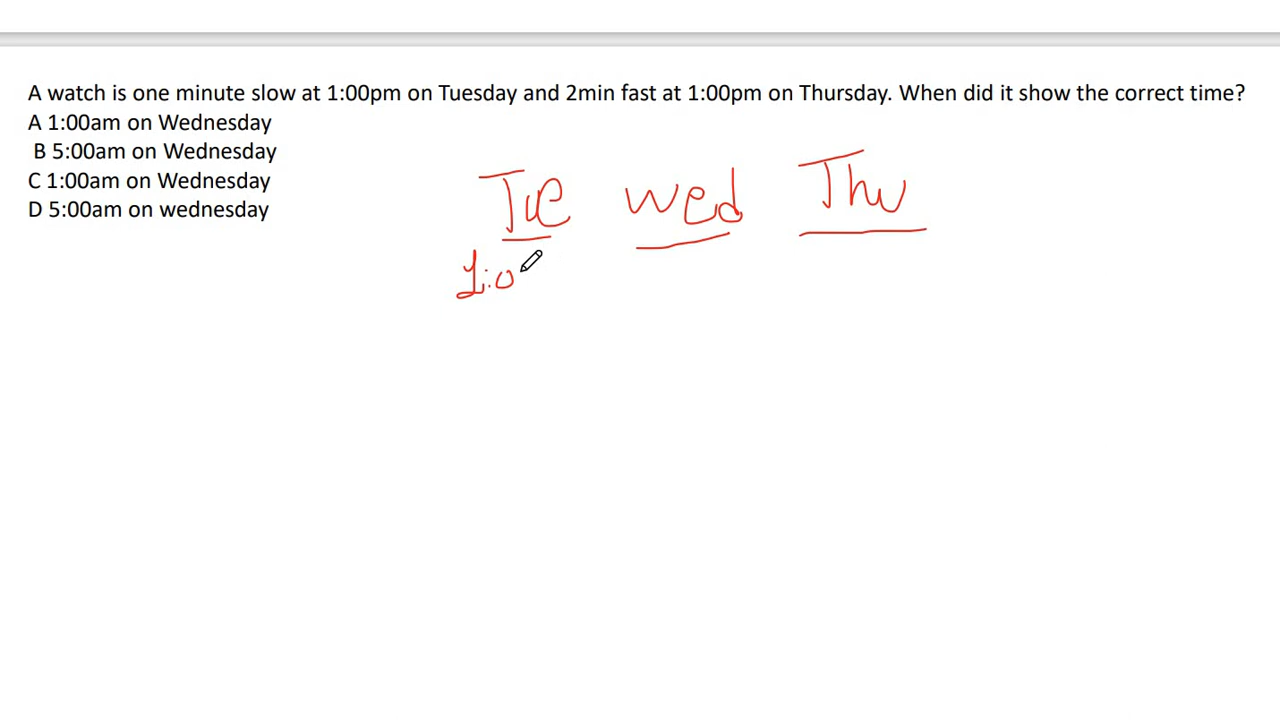 A watch is one minute slow at 1:00pm on Tuesday and 2min fast at 1:00pm on Thursday. When did it show the correct time?
A 1:00am on Wednesday
B 5:00am on Wednesday
C 1:00am on Wednesday
D 5:00am on wednesday
Tue wed Thu
1:0